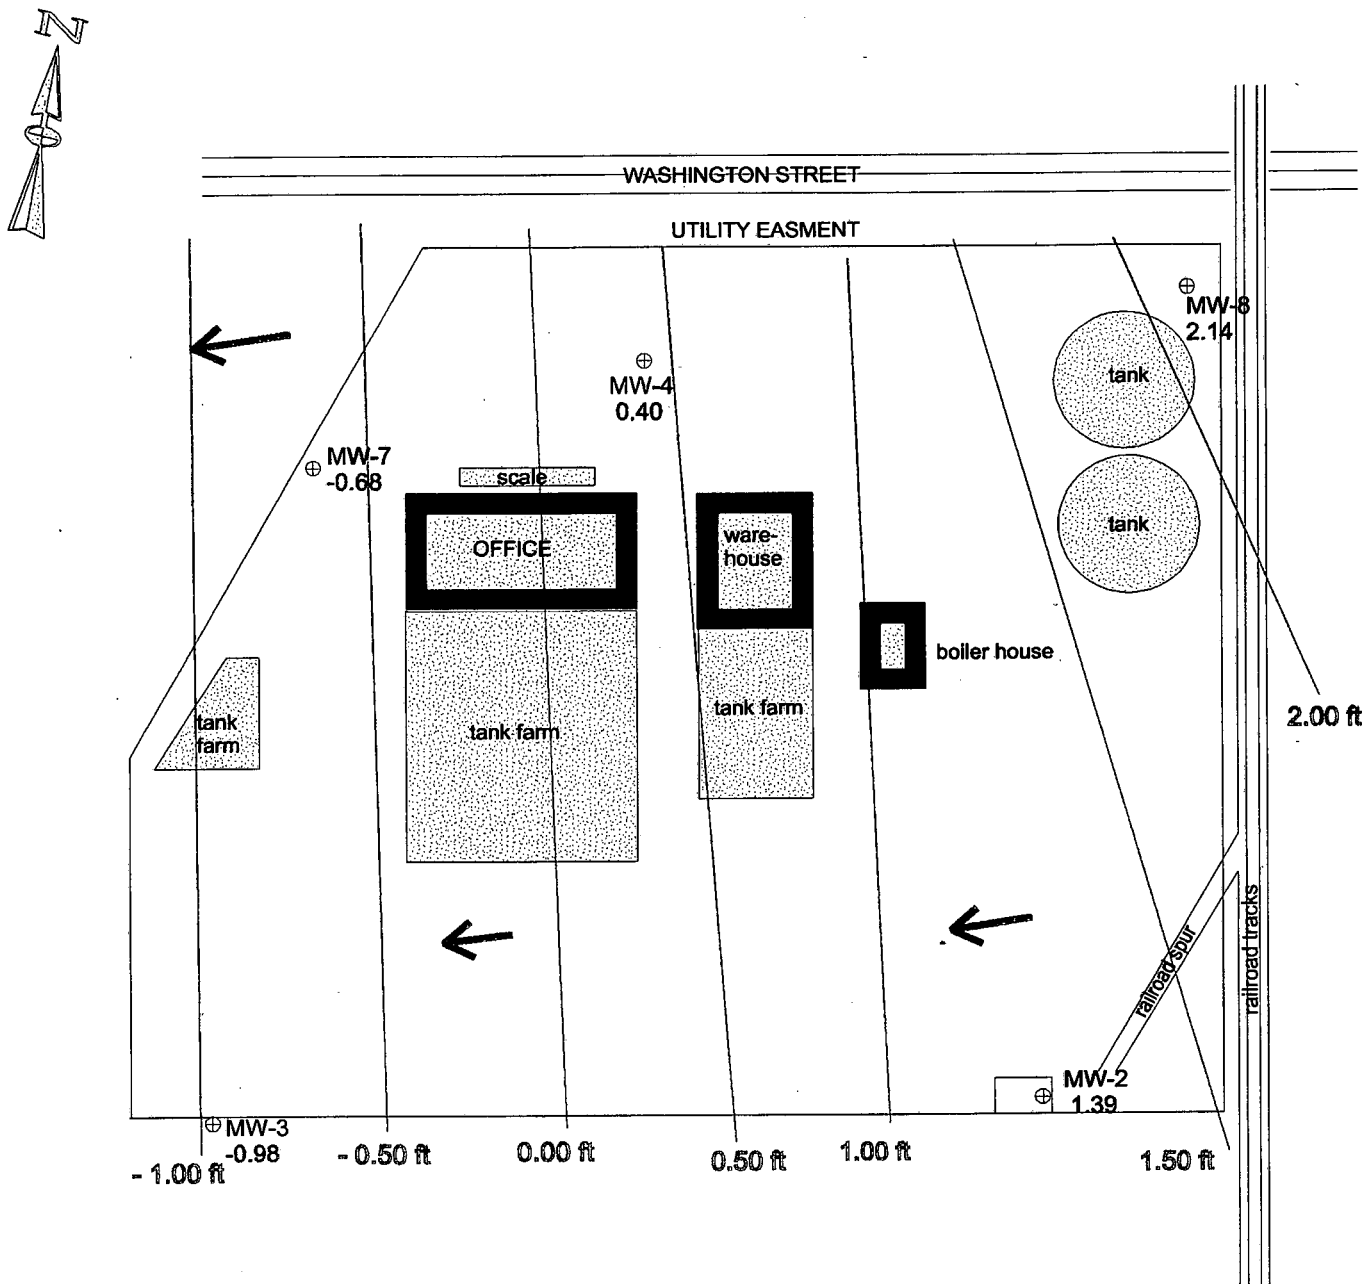 N
WASHINGTON STREET
UTILITY EASMENT
MW-8
2.14
tank
MW-4
0.40
MW-7
-0.68
scale
tank
OFFICE
ware-
house
boiler house
tank farm
2.00 ft
tank
farm
tank farm
railroad spur
railroad tracks
MW-2
1.39
MW-3
-0.98
- 1.00 ft
- 0.50 ft
0.00 ft
0.50 ft
1.00 ft
1.50 ft